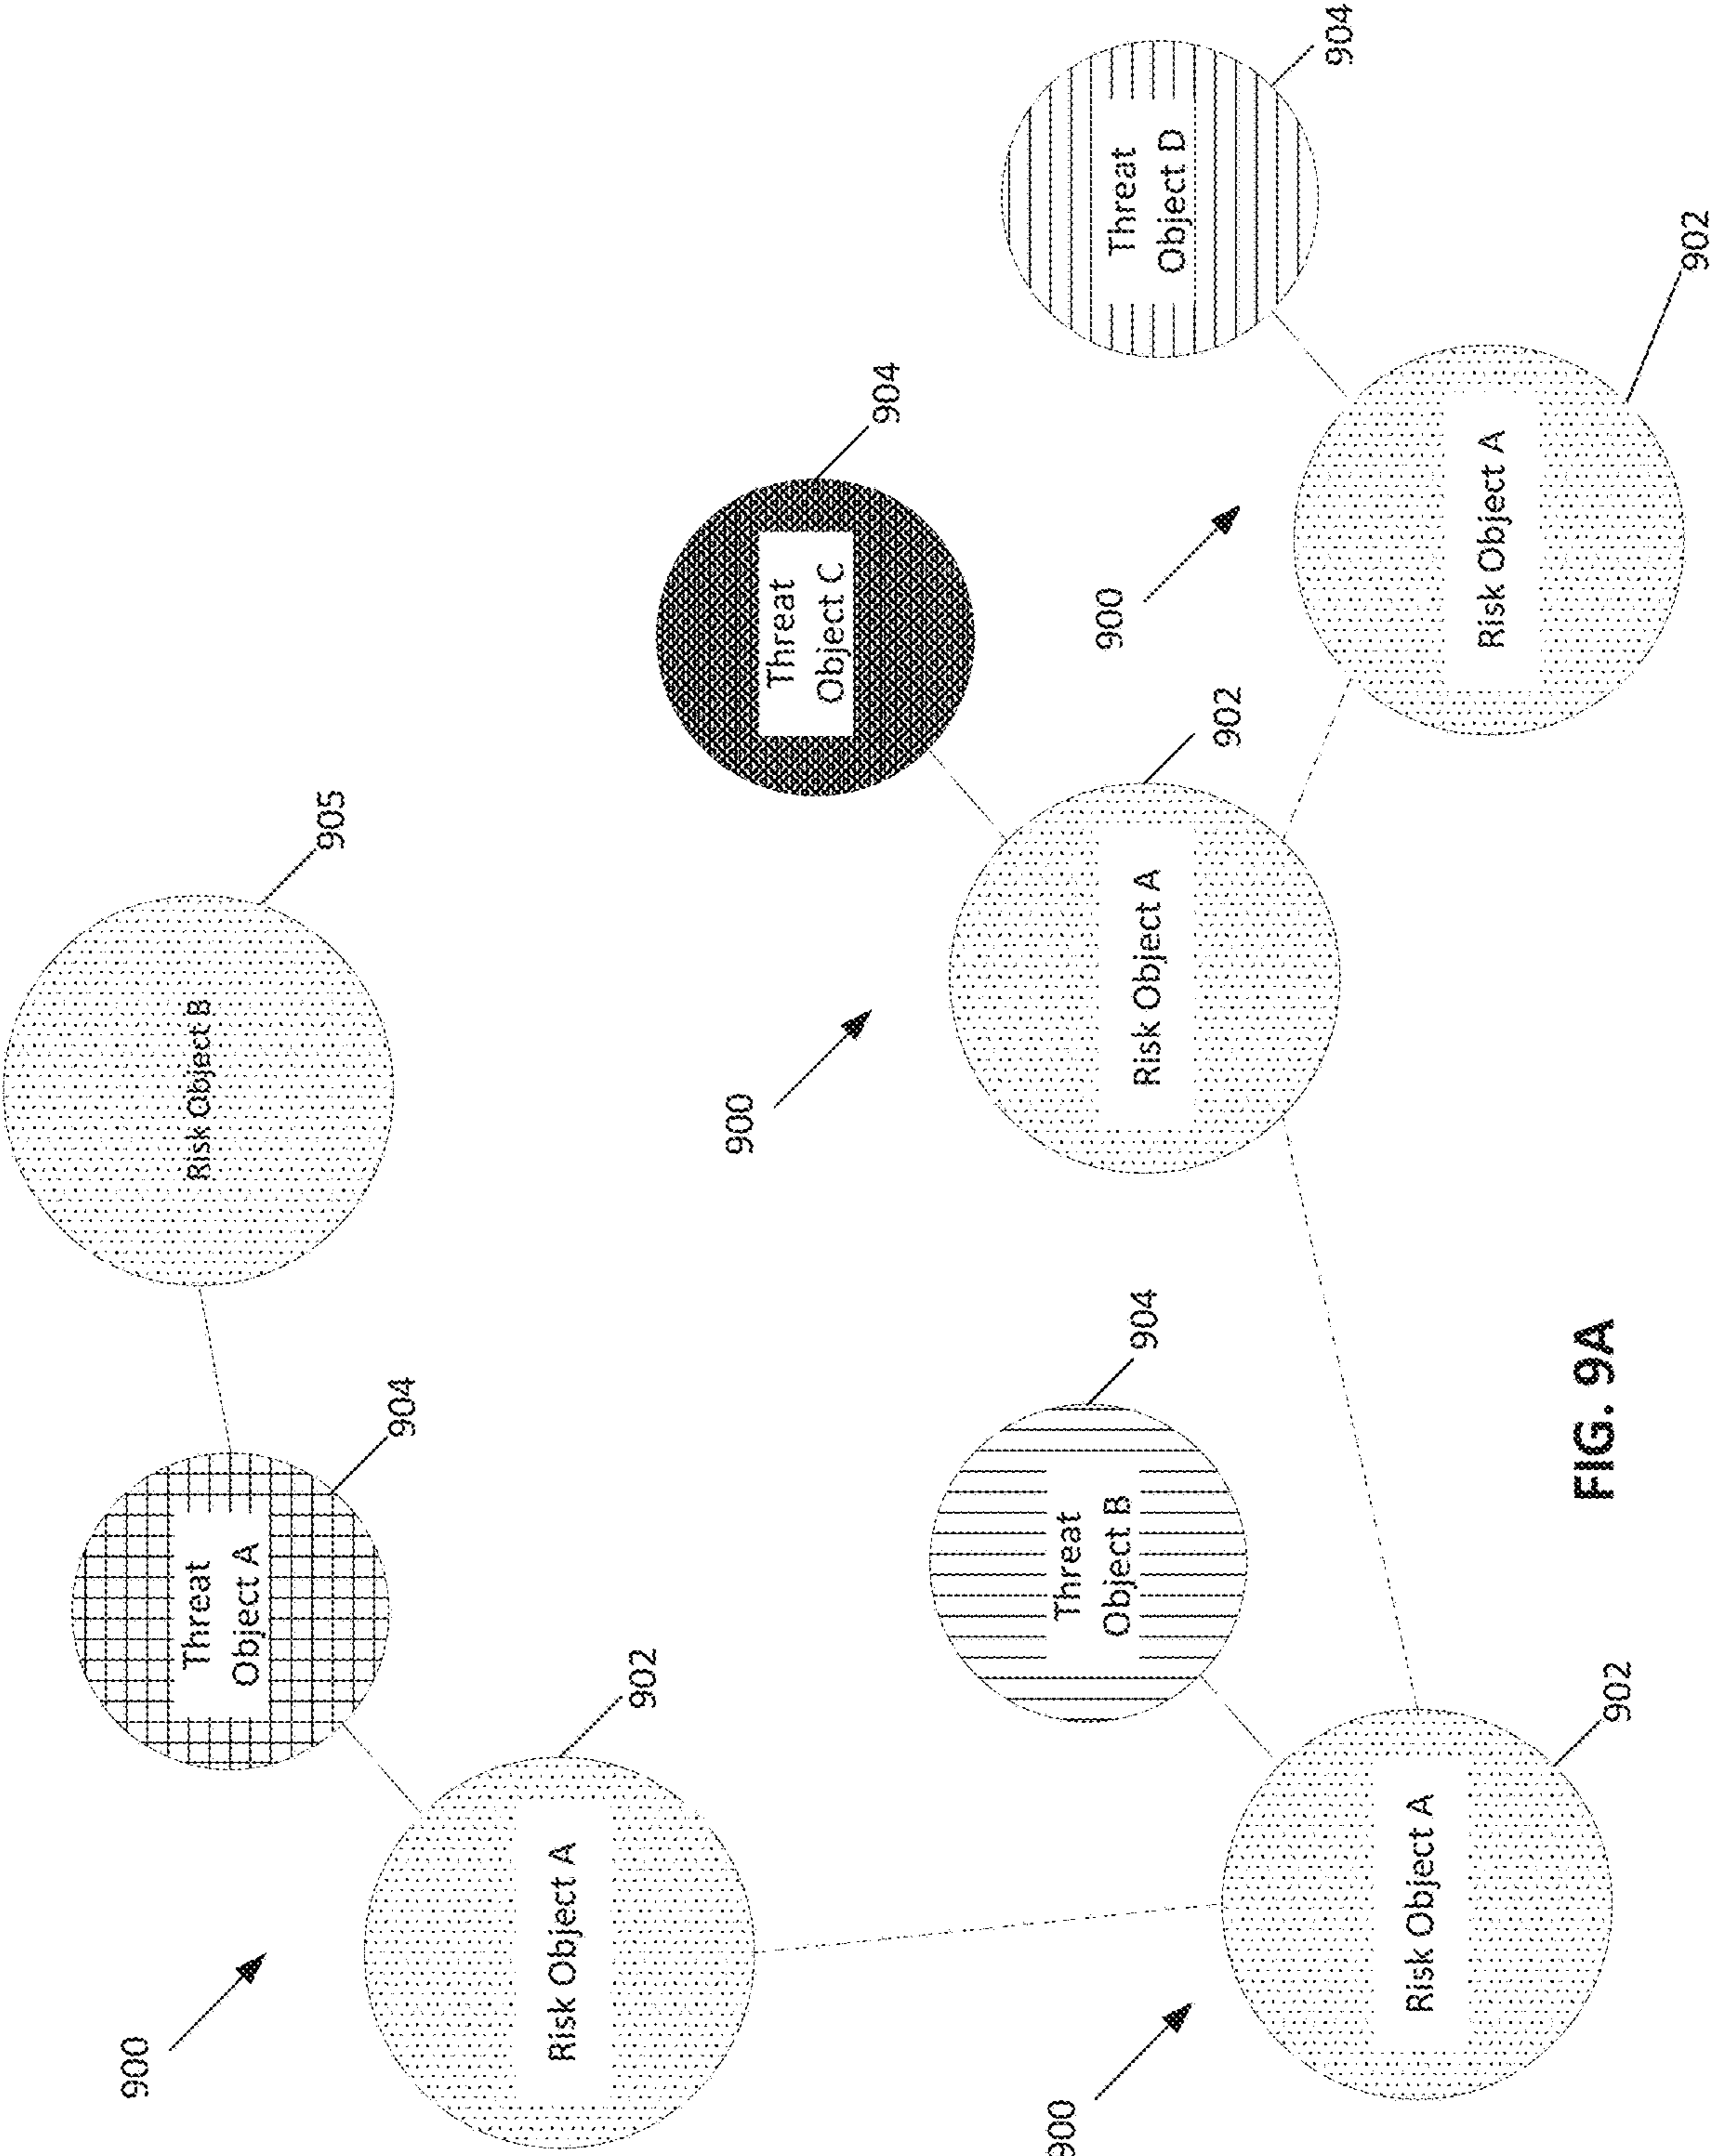 900
Threat
Object A
Risk Object B
905
904
Risk Object A
902
900
Threat
Object C
904
900
Threat
Object B
904
900
Threat
Object D
904
Risk Object A
902
Risk Object A
902
Risk Object A
902
FIG. 9A